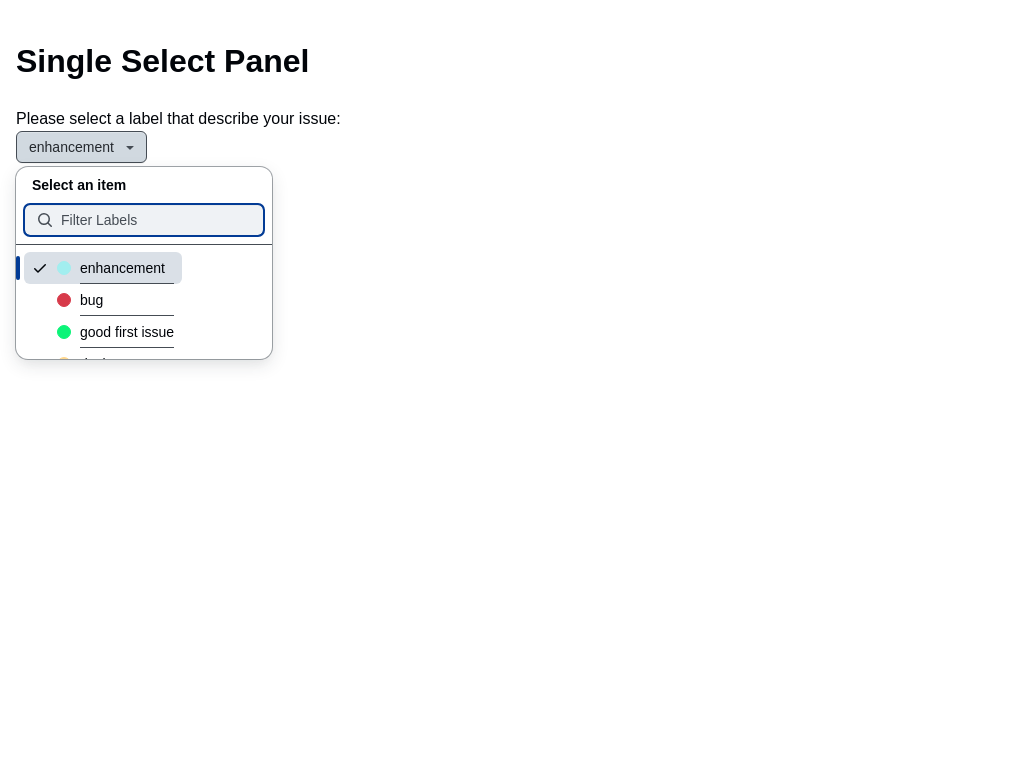 Single Select Panel
Please select a label that describe your issue:
enhancement
Select an item
Filter Labels
enhancement
bug
good first issue